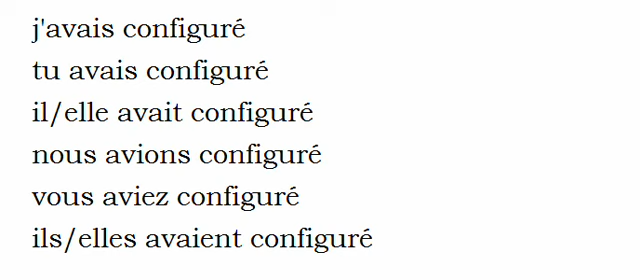 j'avais configuré
tu avais configuré
il/elle avait configuré
nous avions configuré
vous aviez configuré
ils/elles avaient configuré